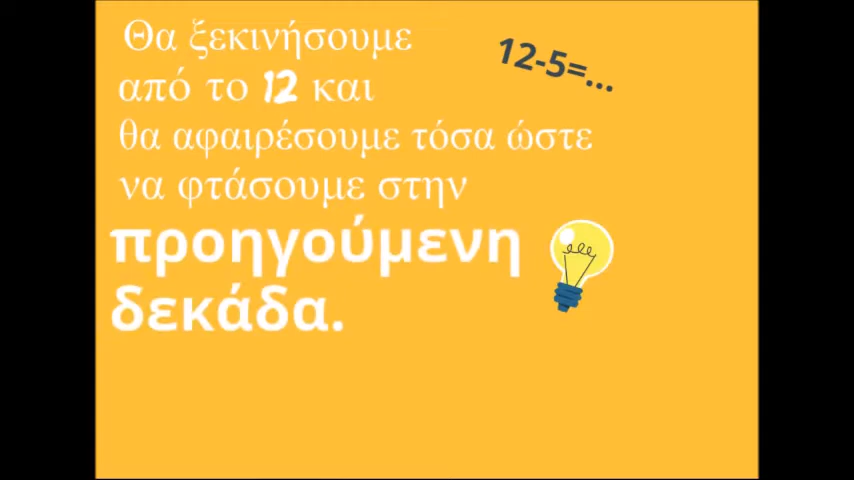 Θα ξεκινήσουμε
από το 12 και
θα αφαιρέσουμε τόσα ώστε
να φτάσουμε στην
προηγούμενη
δεκάδα.
12-5=...